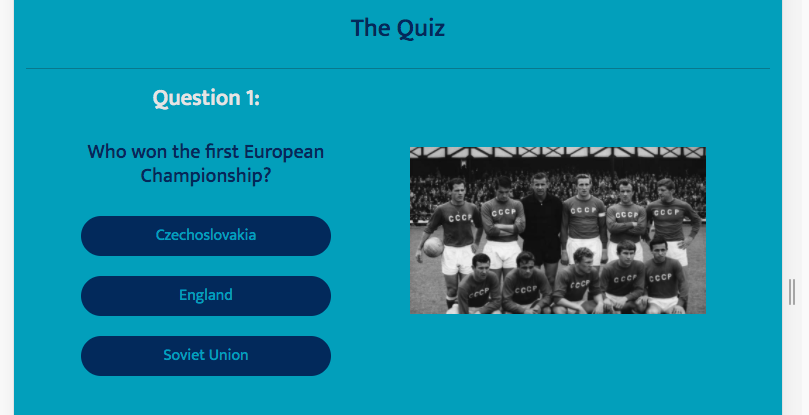 The Quiz
Question 1:
Who won the first European
Championship?
Czechoslovakia
England
Soviet Union
CCCP CCCP CCCP CCCP CCCP
CCCP CCCP CCCP CCCP